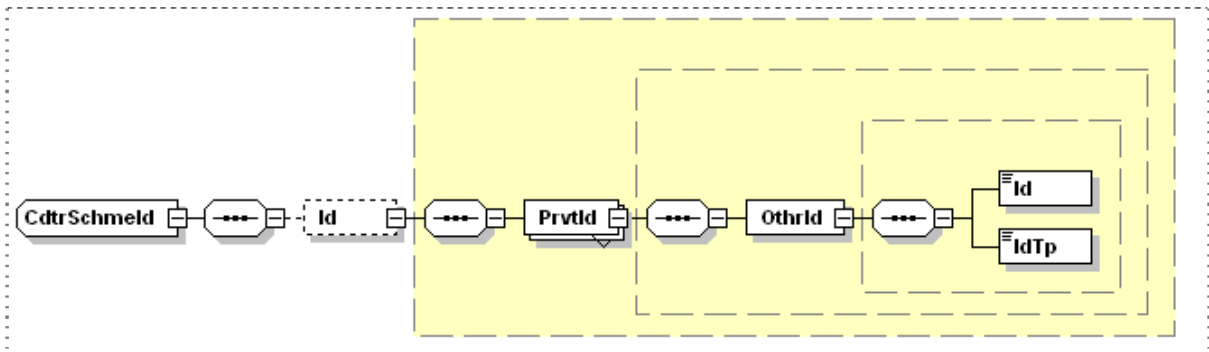 CdtrSchmeId
Id
PrvtId
OthrId
Id
IdTp